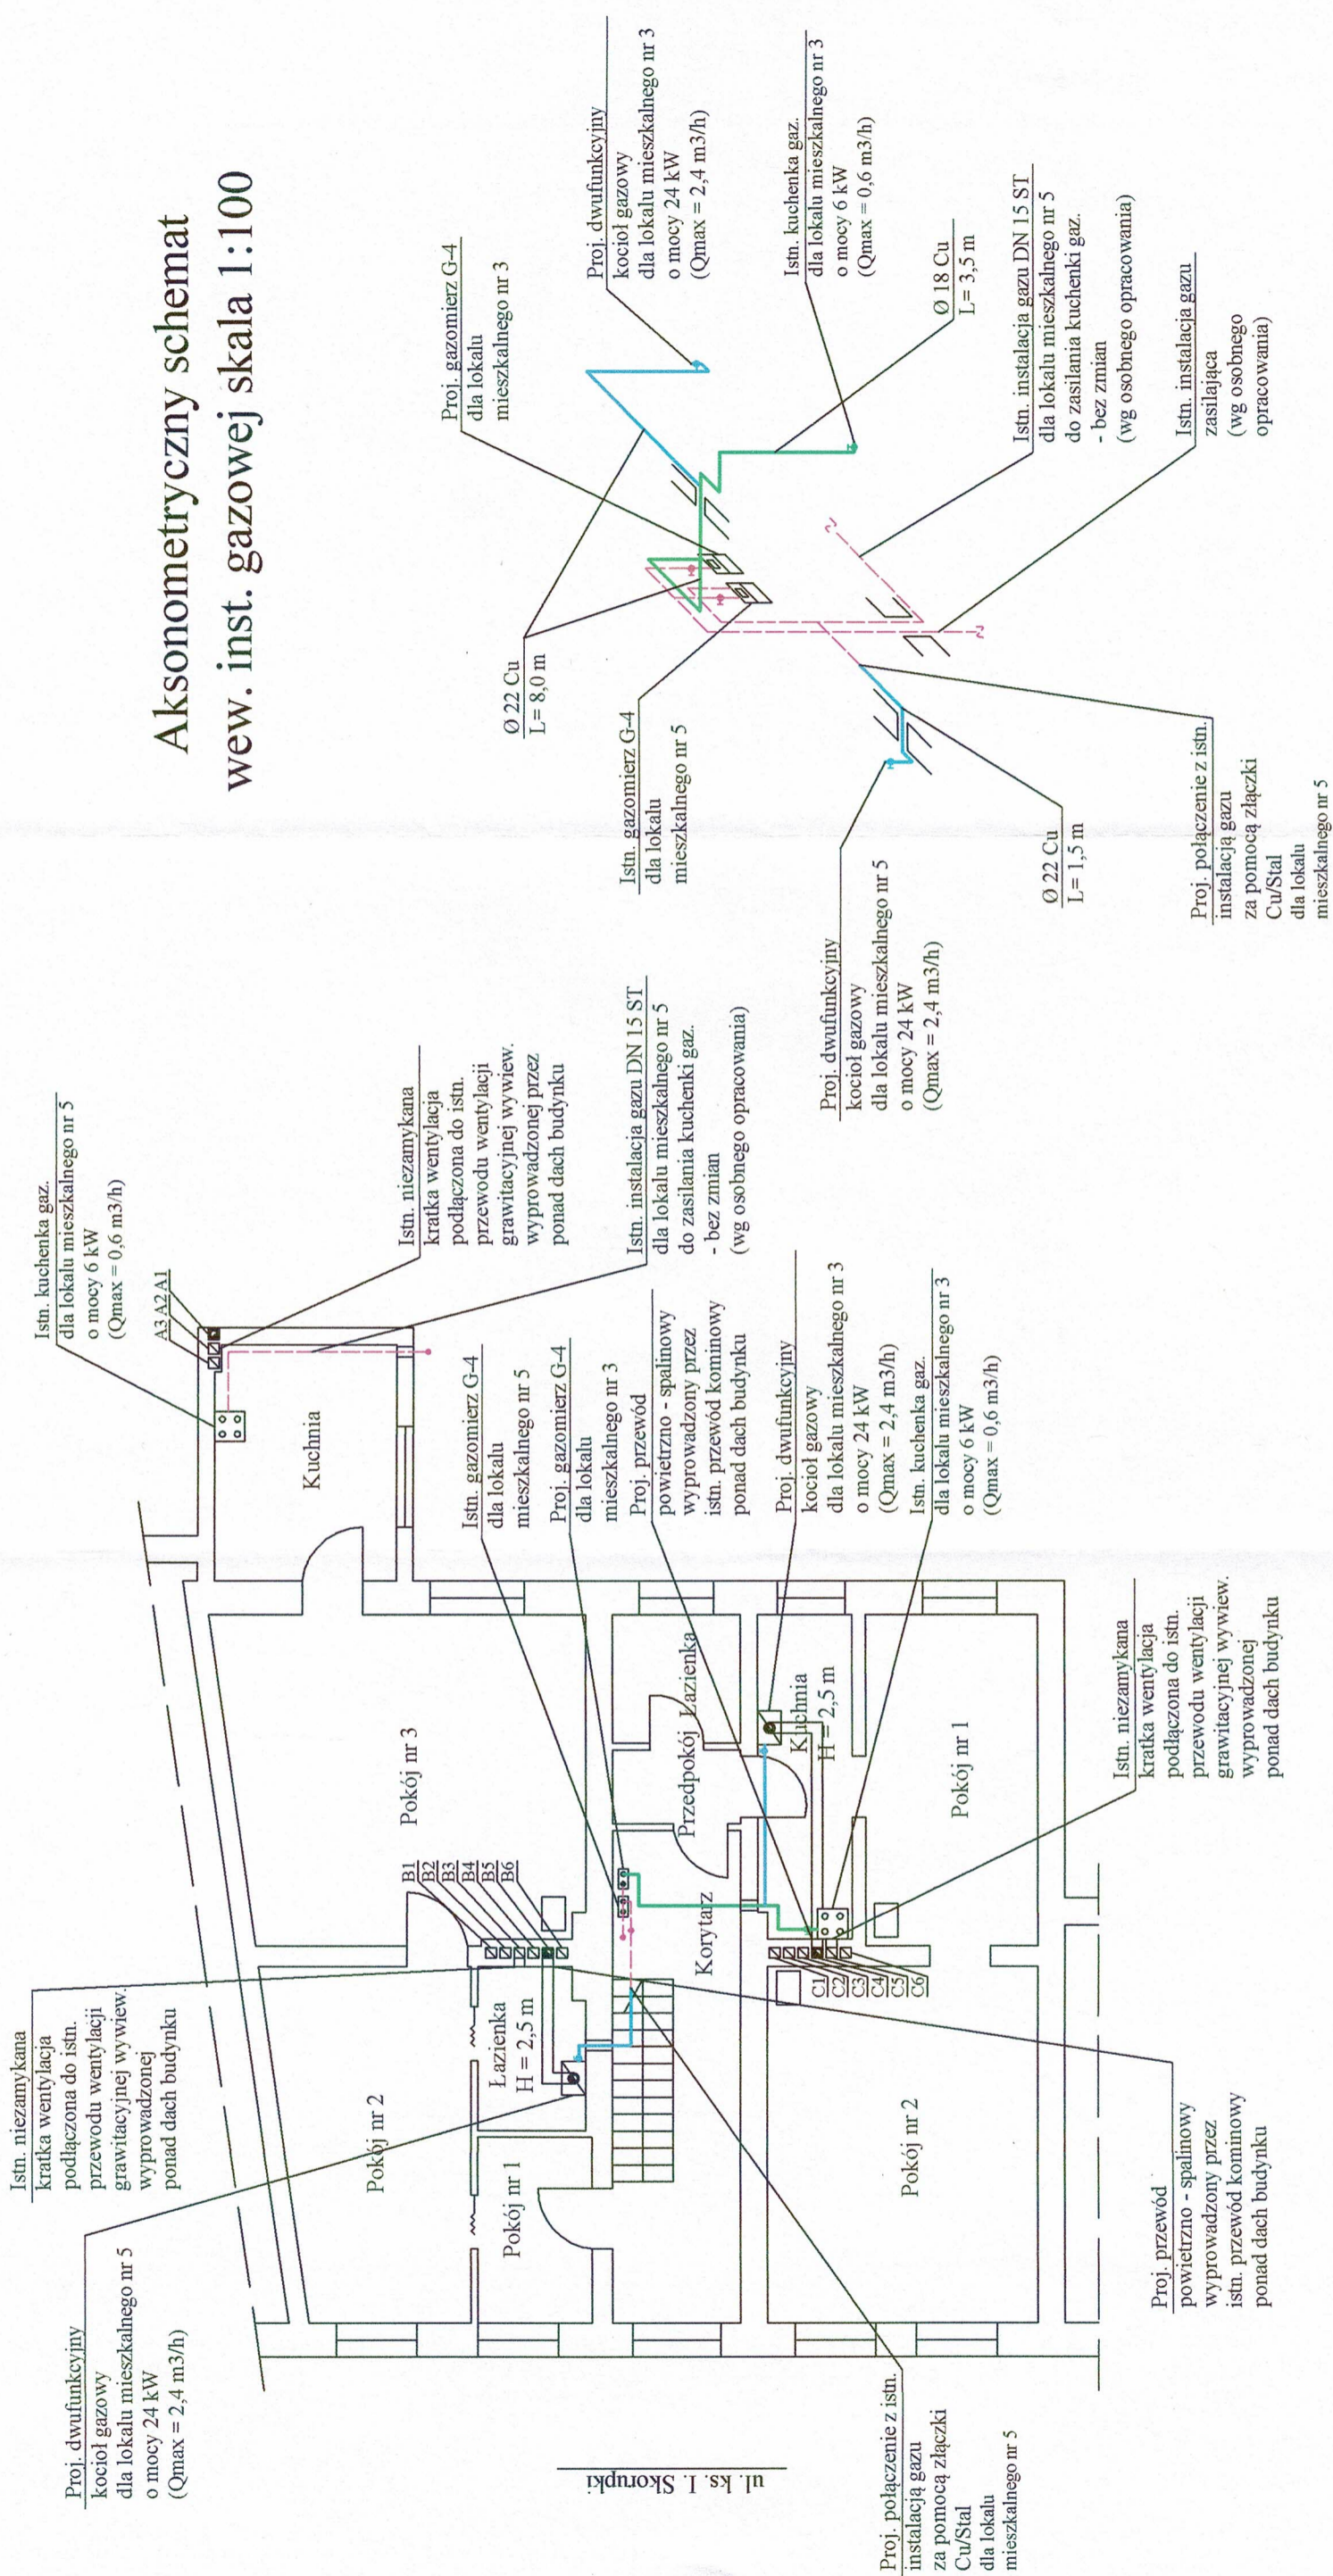 Aksonometryczny schemat
wew. inst. gazowej skala 1:100
Istn. niezamykana
kratka wentylacja
podłączona do istn.
przewodu wentylacji
grawitacyjnej wywiew.
wyprowadzonej
ponad dach budynku
Proj. dwufunkcyjny
kocioł gazowy
dla lokalu mieszkalnego nr 5
o mocy 24 kW
(Qmax = 2,4 m3/h)
Istn. kuchenka gaz.
dla lokalu mieszkalnego nr 5
o mocy 6 kW
(Qmax = 0,6 m3/h)
A3 A2 A1
Istn. niezamykana
kratka wentylacja
podłączona do istn.
przewodu wentylacji
grawitacyjnej wywiew.
wyprowadzonej przez
ponad dach budynku
Istn. instalacja gazu DN 15 ST
dla lokalu mieszkalnego nr 5
do zasilania kuchenki gaz.
- bez zmian
(wg osobnego opracowania)
Kuchnia
Pokój nr 3
Pokój nr 2
Pokój nr 1
Łazienka
H = 2,5 m
B1
B2
B3
B4
B5
B6
Istn. gazomierz G-4
dla lokalu
mieszkalnego nr 5
Proj. gazomierz G-4
dla lokalu
mieszkalnego nr 3
Proj. przewód
powietrzno - spalinowy
wyprowadzony przez
istn. przewód kominowy
ponad dach budynku
Proj. dwufunkcyjny
kocioł gazowy
dla lokalu mieszkalnego nr 3
o mocy 24 kW
(Qmax = 2,4 m3/h)
Istn. kuchenka gaz.
dla lokalu mieszkalnego nr 3
o mocy 6 kW
(Qmax = 0,6 m3/h)
Korytarz
Przedpokój
Łazienka
Kuchnia
H = 2,5 m
Pokój nr 1
Pokój nr 2
C1
C2
C3
C4
C5
C6
Istn. niezamykana
kratka wentylacja
podłączona do istn.
przewodu wentylacji
grawitacyjnej wywiew.
wyprowadzonej
ponad dach budynku
Proj. przewód
powietrzno - spalinowy
wyprowadzony przez
istn. przewód kominowy
ponad dach budynku
Proj. połączenie z istn.
instalacją gazu
za pomocą złączki
Cu/Stal
dla lokalu
mieszkalnego nr 5
ul. ks. I. Skorupki
Proj. gazomierz G-4
dla lokalu
mieszkalnego nr 3
Proj. dwufunkcyjny
kocioł gazowy
dla lokalu mieszkalnego nr 3
o mocy 24 kW
(Qmax = 2,4 m3/h)
Istn. kuchenka gaz.
dla lokalu mieszkalnego nr 3
o mocy 6 kW
(Qmax = 0,6 m3/h)
Ø 18 Cu
L= 3,5 m
Ø 22 Cu
L= 8,0 m
Istn. instalacja gazu DN 15 ST
dla lokalu mieszkalnego nr 5
do zasilania kuchenki gaz.
- bez zmian
(wg osobnego opracowania)
Istn. instalacja gazu
zasilająca
(wg osobnego
opracowania)
Istn. gazomierz G-4
dla lokalu
mieszkalnego nr 5
Proj. dwufunkcyjny
kocioł gazowy
dla lokalu mieszkalnego nr 5
o mocy 24 kW
(Qmax = 2,4 m3/h)
Ø 22 Cu
L= 1,5 m
Proj. połączenie z istn.
instalacją gazu
za pomocą złączki
Cu/Stal
dla lokalu
mieszkalnego nr 5